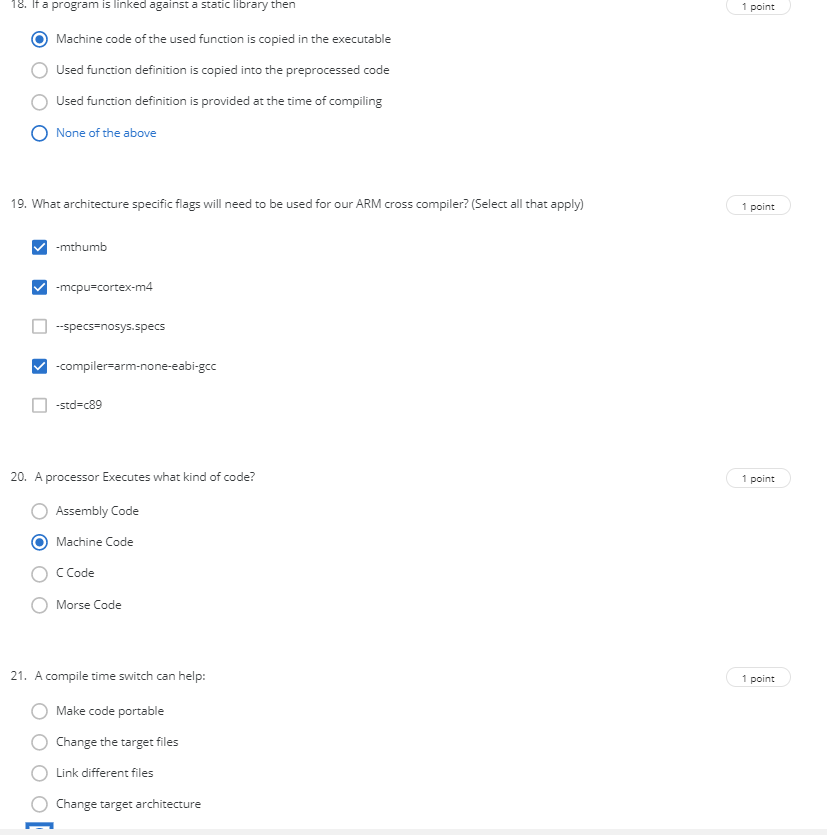 18. If a program is linked against a static library then
1 point
Machine code of the used function is copied in the executable
Used function definition is copied into the preprocessed code
Used function definition is provided at the time of compiling
None of the above
19. What architecture specific flags will need to be used for our ARM cross compiler? (Select all that apply)
1 point
-mthumb
-mcpu=cortex-m4
--specs=nosys.specs
-compiler=arm-none-eabi-gcc
-std=c89
20. A processor Executes what kind of code?
1 point
Assembly Code
Machine Code
C Code
Morse Code
21. A compile time switch can help:
1 point
Make code portable
Change the target files
Link different files
Change target architecture